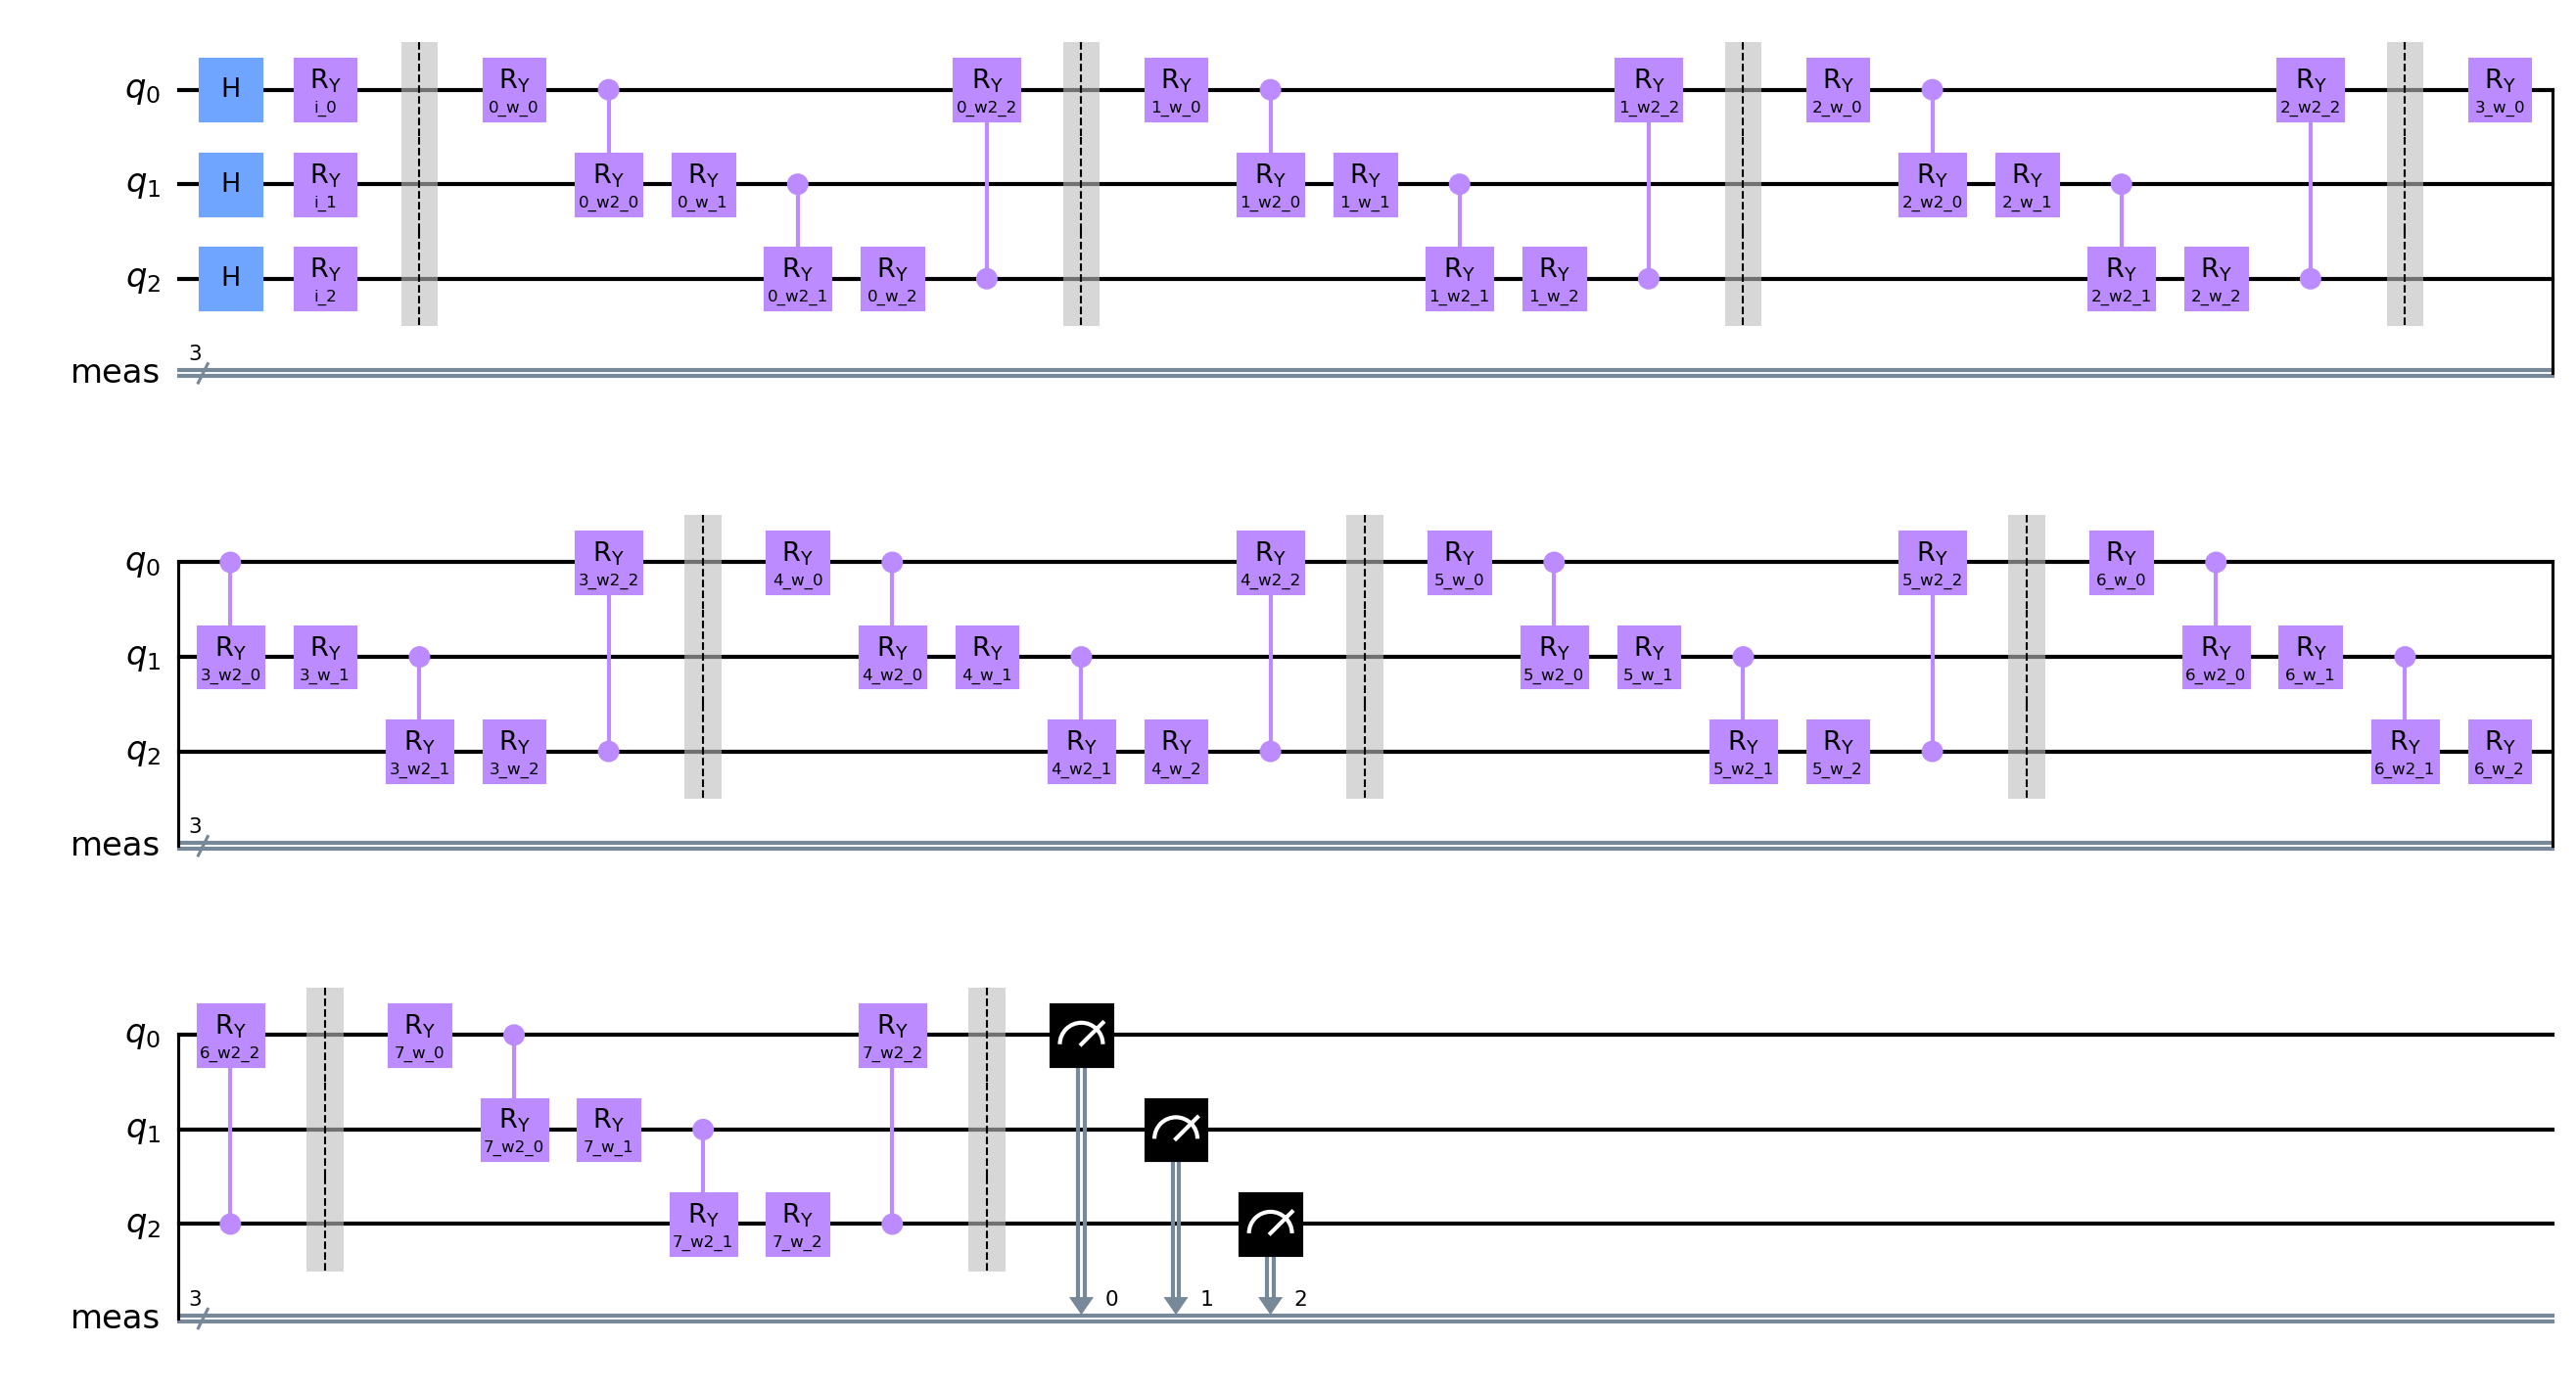 q0 H RY i_0 RY 0_w_0 RY 0_w2_2 RY 1_w_0 RY 1_w2_2 RY 2_w_0 RY 2_w2_2 RY 3_w_0
q1 H RY i_1 RY 0_w2_0 RY 0_w_1 RY 1_w2_0 RY 1_w_1 RY 2_w2_0 RY 2_w_1
q2 H RY i_2 RY 0_w2_1 RY 0_w_2 RY 1_w2_1 RY 1_w_2 RY 2_w2_1 RY 2_w_2
meas 3
q0 RY 3_w2_2 RY 4_w_0 RY 4_w2_2 RY 5_w_0 RY 5_w2_2 RY 6_w_0
q1 RY 3_w2_0 RY 3_w_1 RY 4_w2_0 RY 4_w_1 RY 5_w2_0 RY 5_w_1 RY 6_w2_0 RY 6_w_1
q2 RY 3_w2_1 RY 3_w_2 RY 4_w2_1 RY 4_w_2 RY 5_w2_1 RY 5_w_2 RY 6_w2_1 RY 6_w_2
meas 3
q0 RY 6_w2_2 RY 7_w_0 RY 7_w2_2
q1 RY 7_w2_0 RY 7_w_1
q2 RY 7_w2_1 RY 7_w_2
meas 3 0 1 2